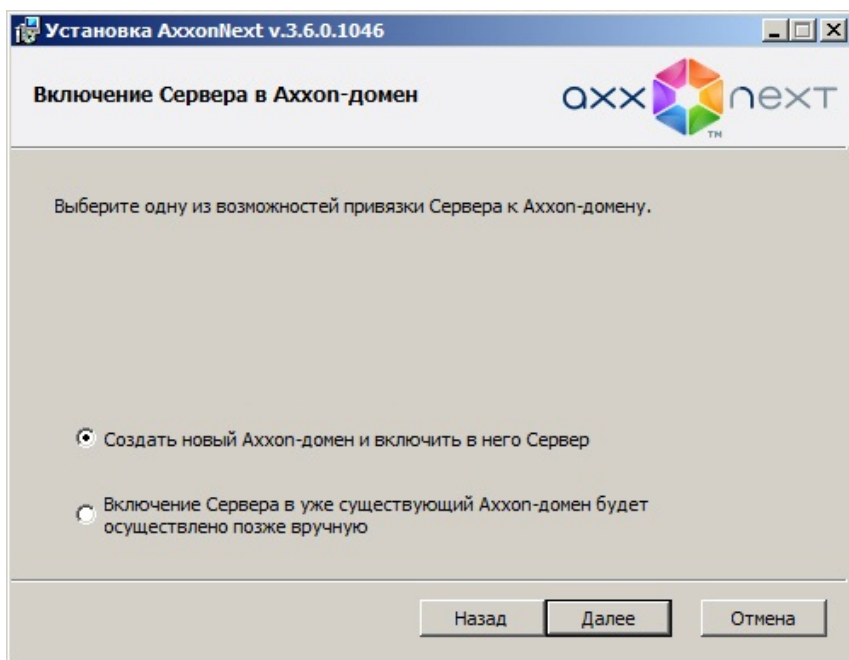 Установка AxxonNext v.3.6.0.1046
Включение Сервера в Axxon-домен
axx next
TM
Выберите одну из возможностей привязки Сервера к Axxon-домену.
Создать новый Axxon-домен и включить в него Сервер
Включение Сервера в уже существующий Axxon-домен будет
осуществлено позже вручную
Назад Далее Отмена